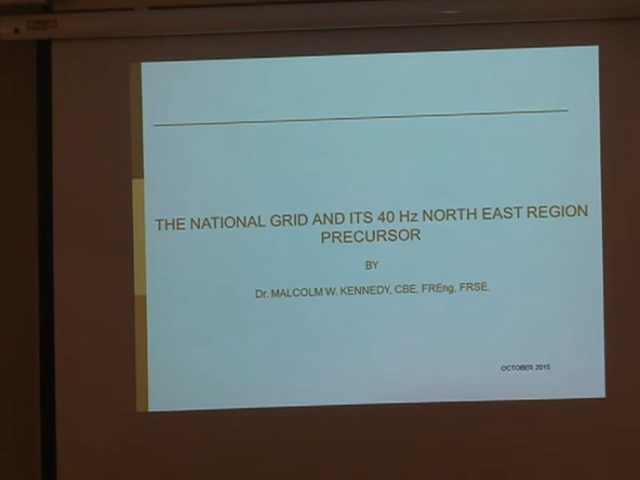 THE NATIONAL GRID AND ITS 40 Hz NORTH EAST REGION
PRECURSOR
BY
Dr. MALCOLM W. KENNEDY, CBE, FREng, FRSE.
OCTOBER 2015